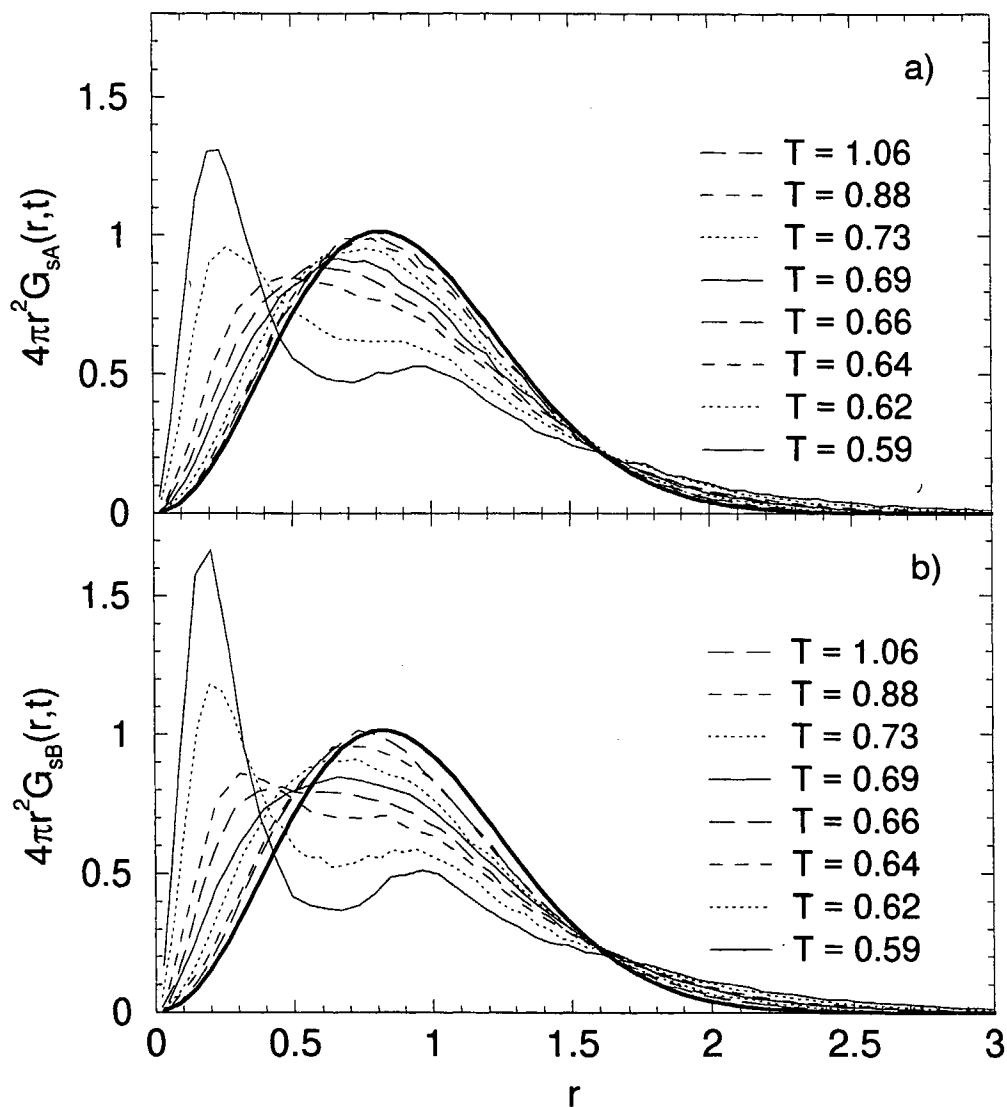 a)
1.5
1
0.5
0
4πr²G_sA(r,t)
T = 1.06
T = 0.88
T = 0.73
T = 0.69
T = 0.66
T = 0.64
T = 0.62
T = 0.59
b)
1.5
1
0.5
0
4πr²G_sB(r,t)
T = 1.06
T = 0.88
T = 0.73
T = 0.69
T = 0.66
T = 0.64
T = 0.62
T = 0.59
0 0.5 1 1.5 2 2.5 3
r